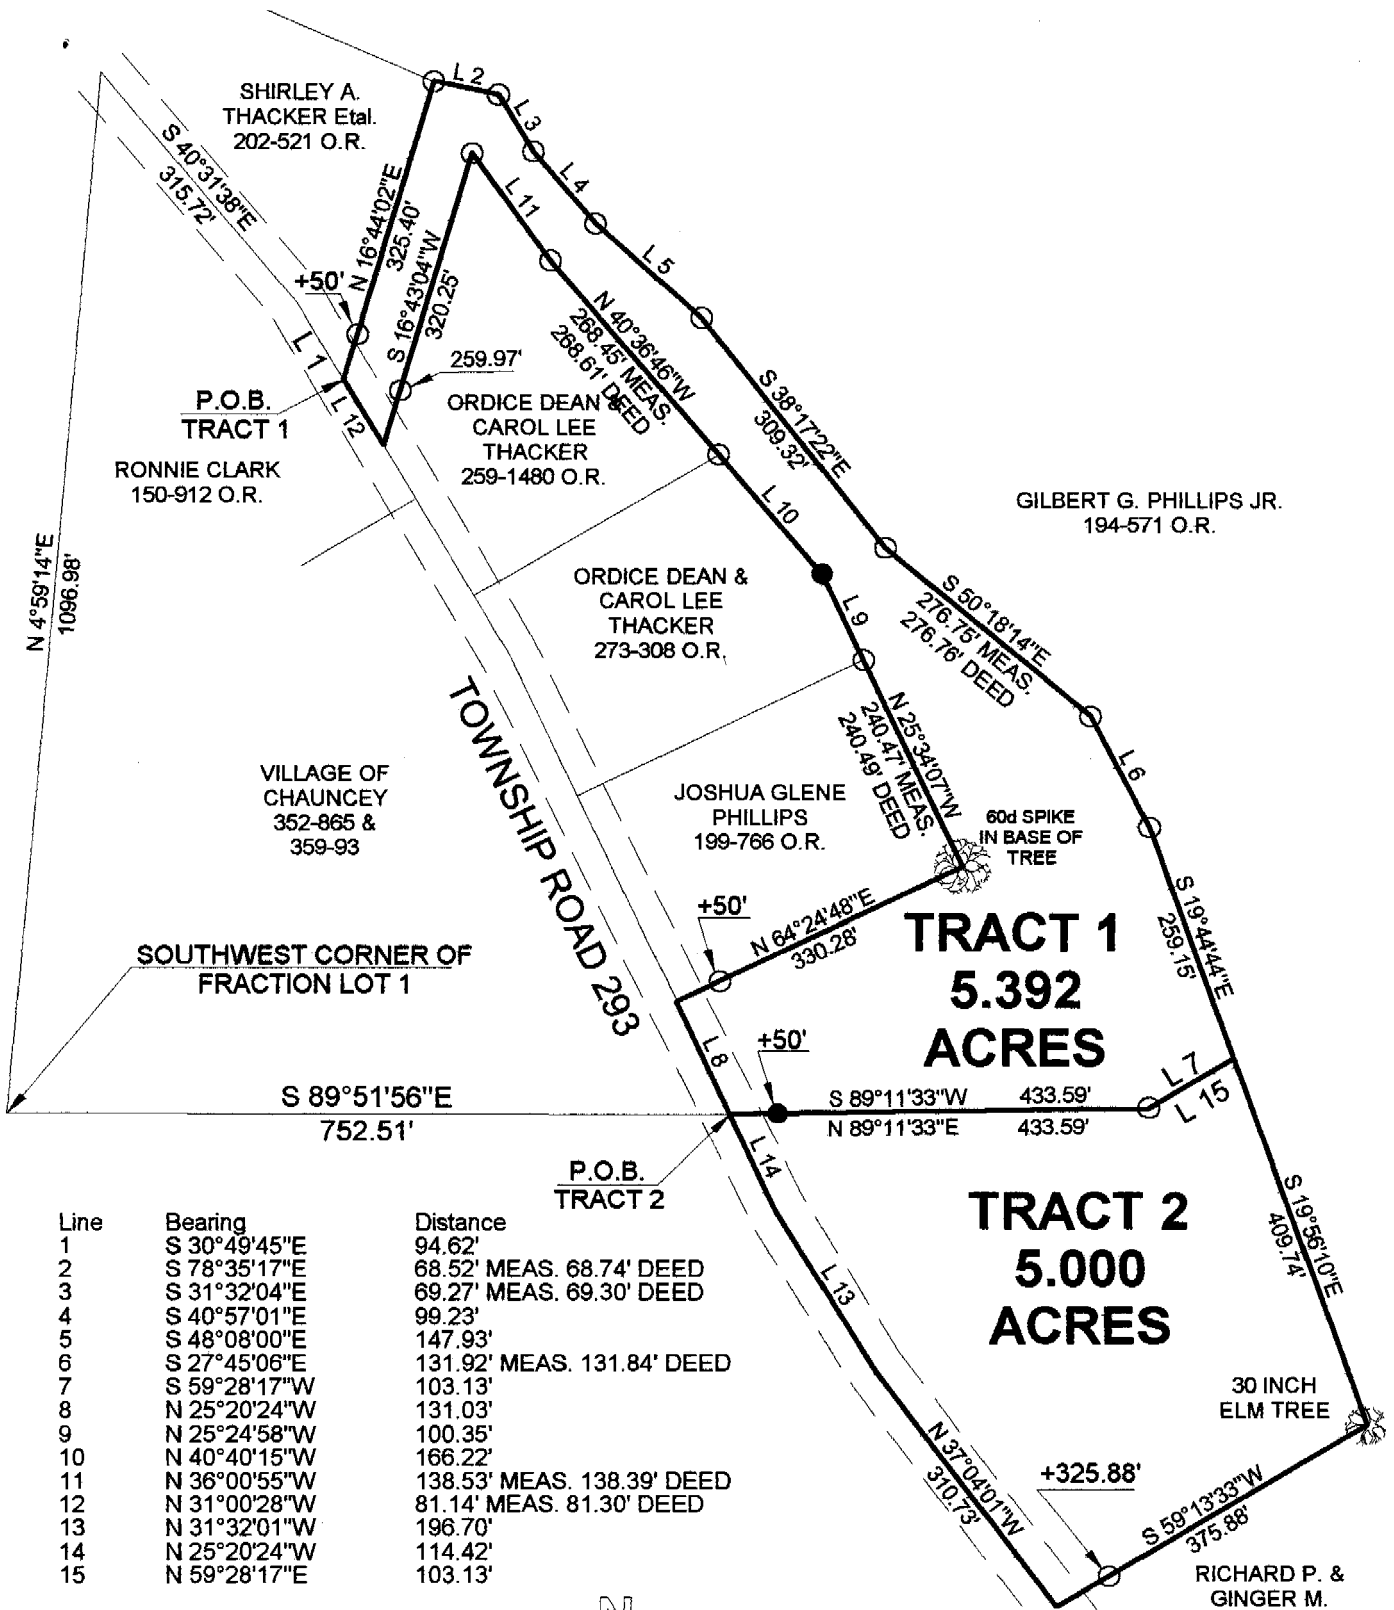 L 2
SHIRLEY A.
THACKER Etal.
202-521 O.R.
L 3
S 40°31'38"E
315.72'
L 4
N 16°44'02"E
325.40'
L 11
S 16°43'04"W
320.25'
L 5
+50'
N 40°36'46"W
268.45' MEAS.
268.61' DEED
L 1
259.97'
S 38°17'22"E
309.32'
P.O.B.
TRACT 1
L 12
ORDICE DEAN &
CAROL LEE
THACKER
259-1480 O.R.
RONNIE CLARK
150-912 O.R.
L 10
GILBERT G. PHILLIPS JR.
194-571 O.R.
N 4°59'14"E
1096.98'
ORDICE DEAN &
CAROL LEE
THACKER
273-308 O.R.
L 9
S 50°18'14"E
276.75' MEAS.
276.76' DEED
TOWNSHIP ROAD 293
N 25°34'07"W
240.47' MEAS.
240.49' DEED
L 6
VILLAGE OF
CHAUNCEY
352-865 &
359-93
JOSHUA GLENE
PHILLIPS
199-766 O.R.
60d SPIKE
IN BASE OF
TREE
+50'
N 64°24'48"E
330.28'
S 19°44'44"E
259.15'
TRACT 1
5.392
ACRES
SOUTHWEST CORNER OF
FRACTION LOT 1
L 8
+50'
L 7
L 15
S 89°51'56"E
752.51'
S 89°11'33"W 433.59'
N 89°11'33"E 433.59'
L 14
P.O.B.
TRACT 2
TRACT 2
5.000
ACRES
S 19°56'10"E
409.74'
L 13
30 INCH
ELM TREE
N 37°04'01"W
310.73'
+325.88'
S 59°13'33"W
375.88'
RICHARD P. &
GINGER M.
Line Bearing Distance
1 S 30°49'45"E 94.62'
2 S 78°35'17"E 68.52' MEAS. 68.74' DEED
3 S 31°32'04"E 69.27' MEAS. 69.30' DEED
4 S 40°57'01"E 99.23'
5 S 48°08'00"E 147.93'
6 S 27°45'06"E 131.92' MEAS. 131.84' DEED
7 S 59°28'17"W 103.13'
8 N 25°20'24"W 131.03'
9 N 25°24'58"W 100.35'
10 N 40°40'15"W 166.22'
11 N 36°00'55"W 138.53' MEAS. 138.39' DEED
12 N 31°00'28"W 81.14' MEAS. 81.30' DEED
13 N 31°32'01"W 196.70'
14 N 25°20'24"W 114.42'
15 N 59°28'17"E 103.13'
N